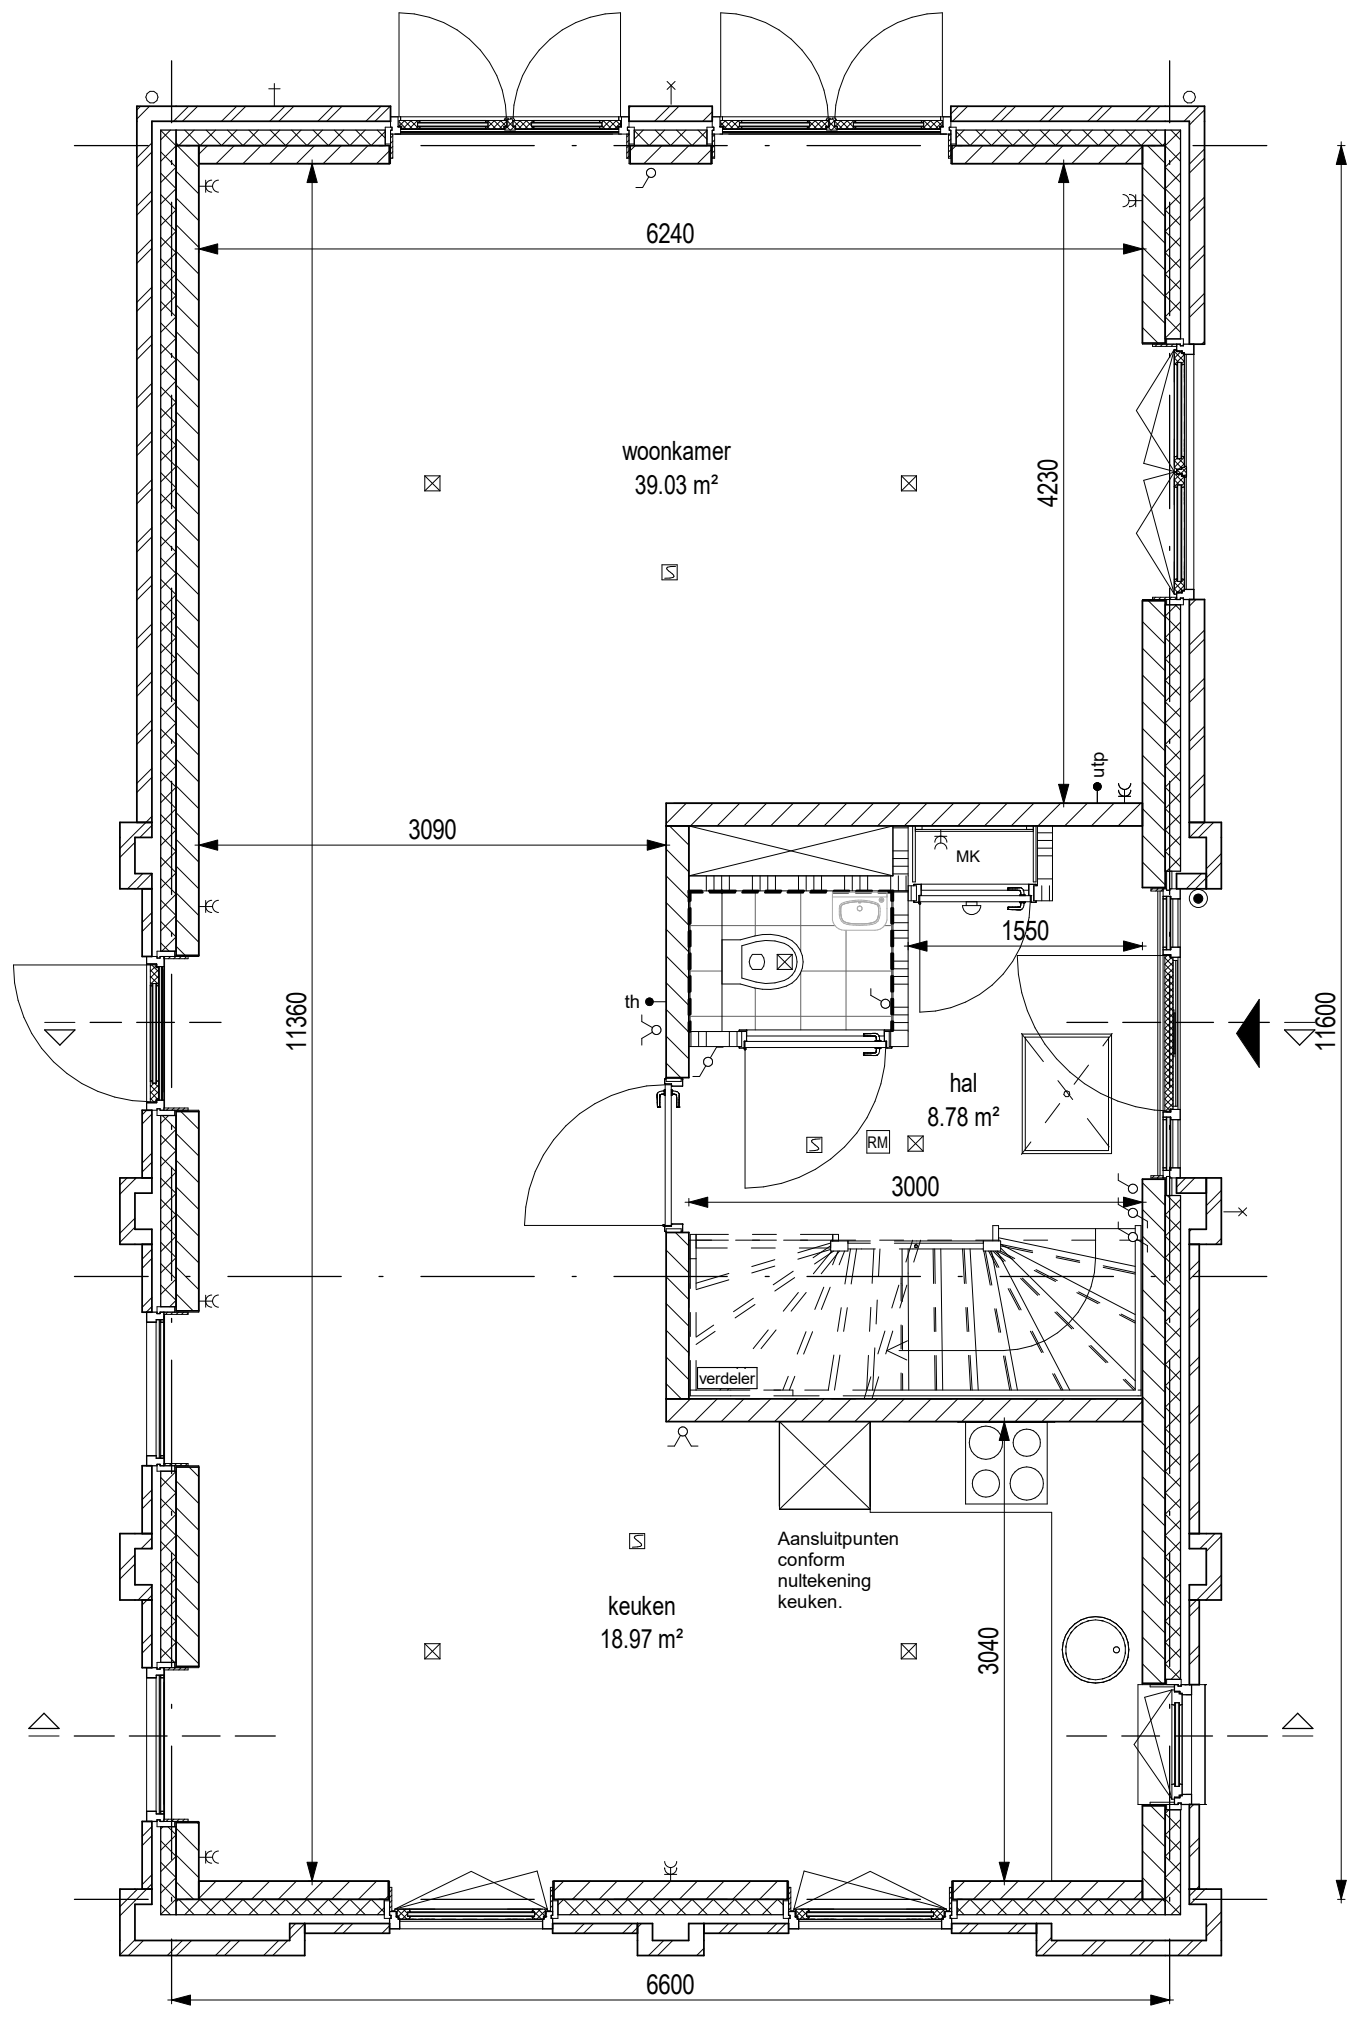 6240
woonkamer
39.03 m²
4230
utp
3090
MK
1550
th
11360
11600
hal
8.78 m²
RM
3000
verdeler
Aansluitpunten
conform
nultekening
keuken.
keuken
18.97 m²
3040
6600